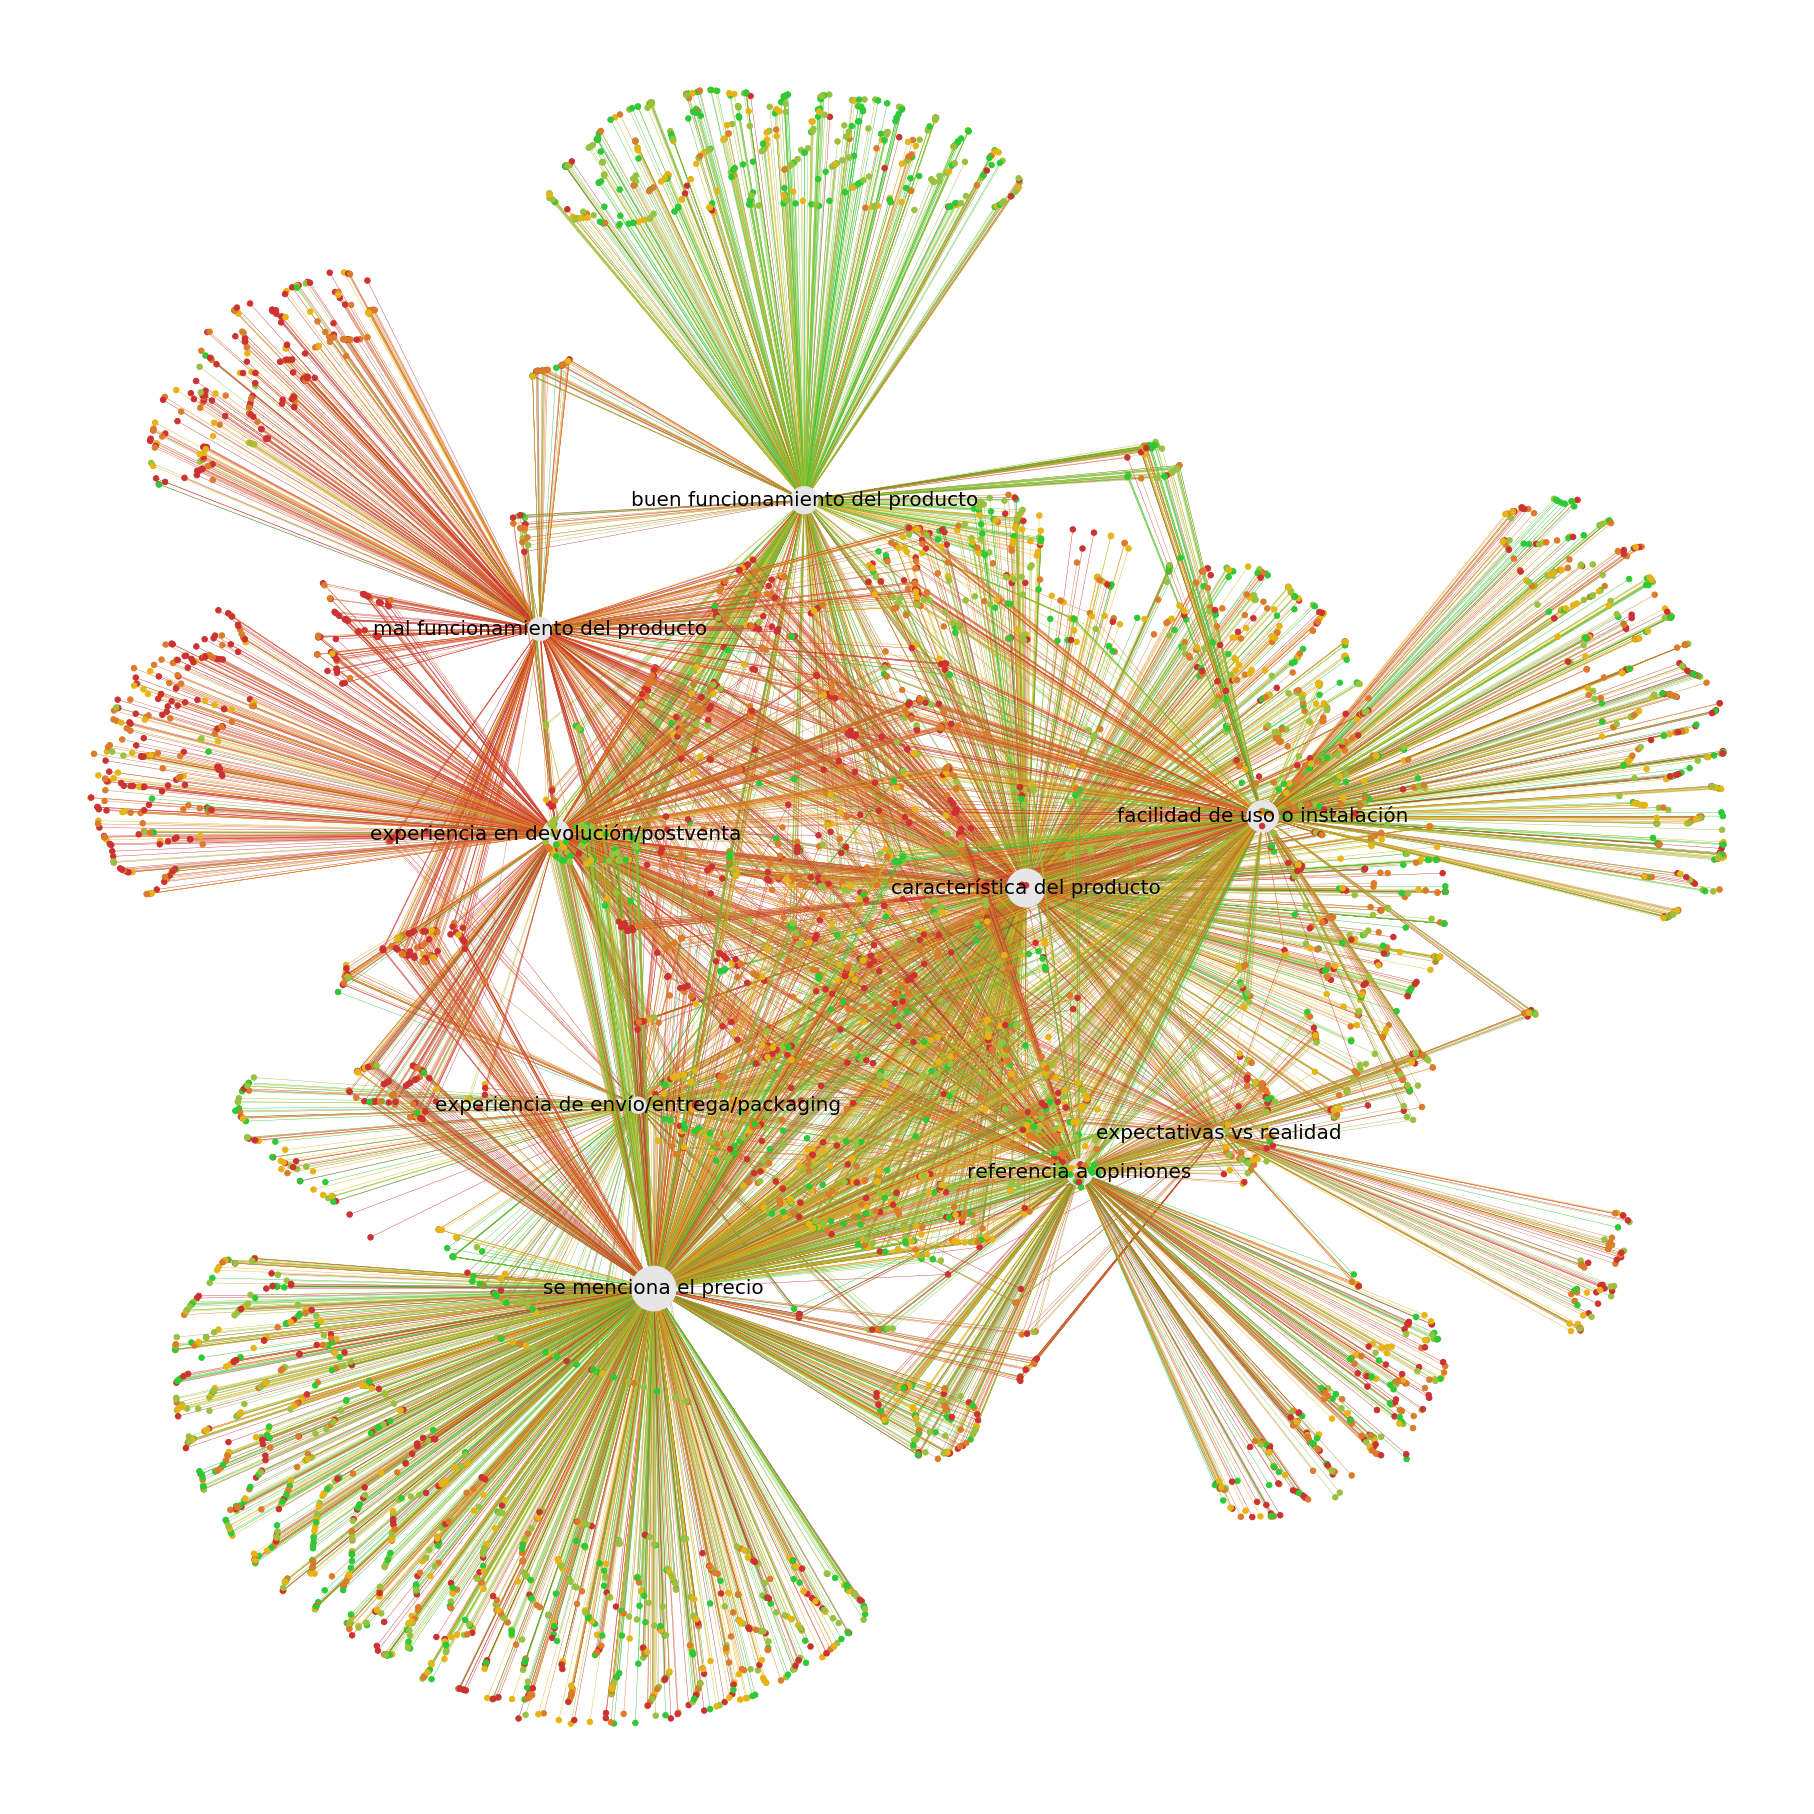 buen funcionamiento del producto
mal funcionamiento del producto
facilidad de uso o instalación
experiencia en devolución/postventa
característica del producto
experiencia de envío/entrega/packaging
expectativas vs realidad
referencia a opiniones
se menciona el precio